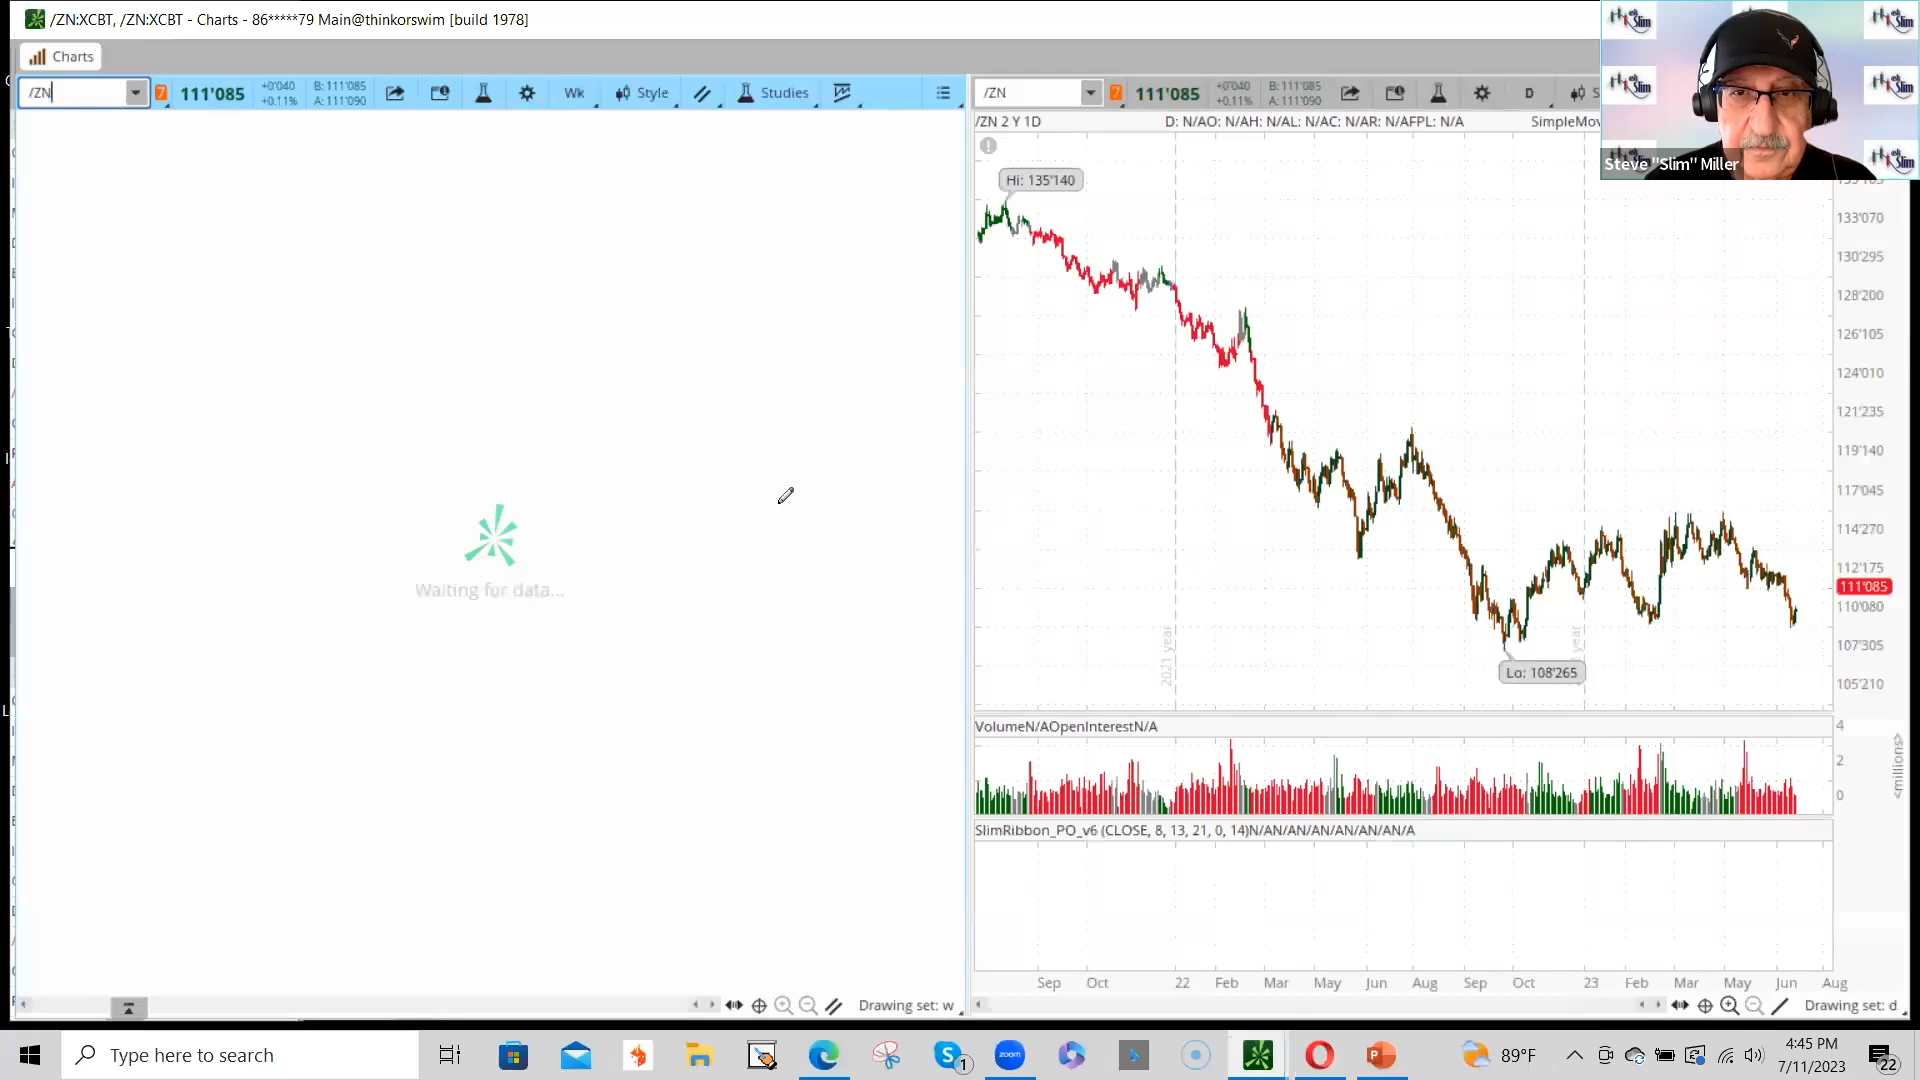 /ZN:XCBT, /ZN:XCBT - Charts - 86*****79 Main@thinkorswim [build 1978]
Charts
/ZN 7 111'085 +0'040 +0.11% B: 111'085 A: 111'090 Wk Style Studies
/ZN 7 111'085 +0'040 +0.11% B: 111'085 A: 111'090 D S
/ZN 2 Y 1D D: N/AO: N/AH: N/AL: N/AC: N/AR: N/AFPL: N/A SimpleMov
ask Slim
Steve "Slim" Miller
Hi: 135'140
133'070
130'295
128'200
126'105
124'010
121'235
119'140
117'045
114'270
112'175
111'085
110'080
107'305
105'210
Waiting for data...
2021 year
year
Lo: 108'265
VolumeN/AOpenInterestN/A
4
2
0
<millions>
SlimRibbon_PO_v6 (CLOSE, 8, 13, 21, 0, 14)N/AN/AN/AN/AN/AN/AN/A
Sep Oct 22 Feb Mar May Jun Aug Sep Oct 23 Feb Mar May Jun Aug
Drawing set: w
Drawing set: d
Type here to search
1
zoom
89°F
4:45 PM
7/11/2023
22